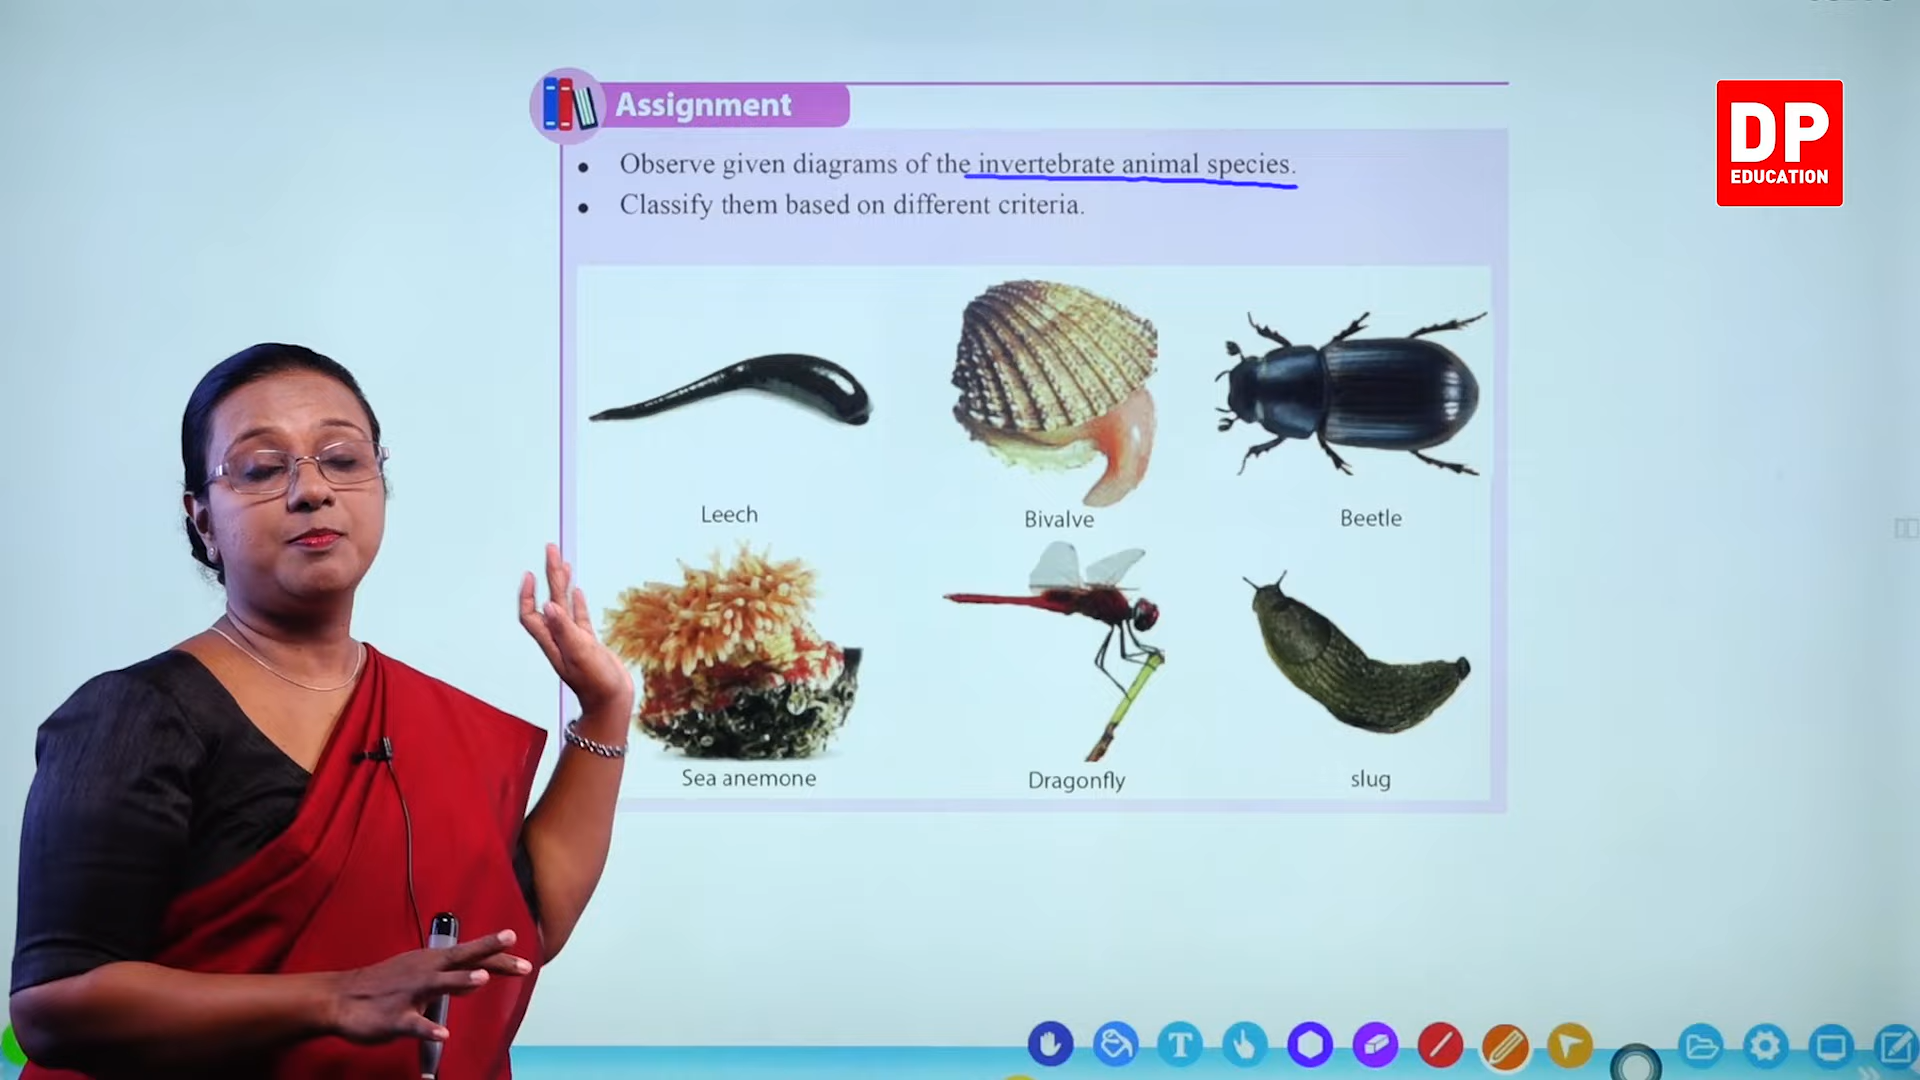 Assignment
• Observe given diagrams of the invertebrate animal species.
• Classify them based on different criteria.
Leech
Bivalve
Beetle
Sea anemone
Dragonfly
slug
DP
EDUCATION
T